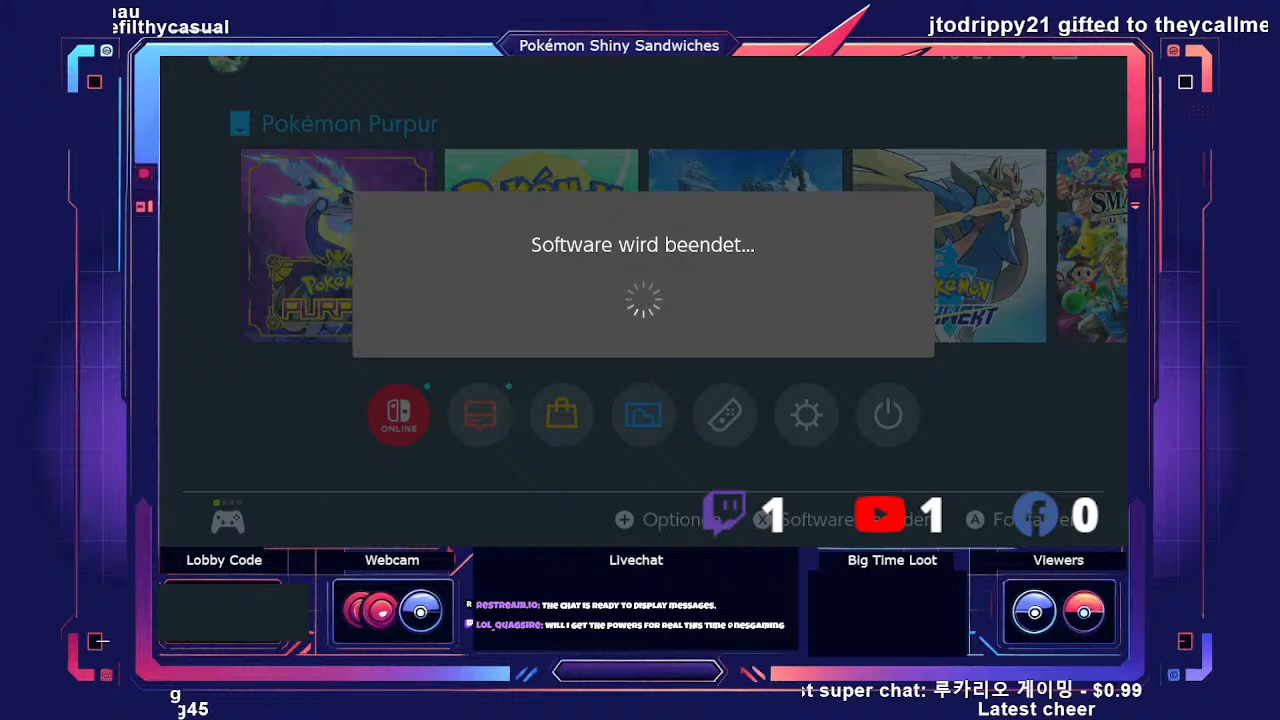 efilthycasual
jtodrippy21 gifted to theycallme
Pokémon Shiny Sandwiches
Pokémon Purpur
Software wird beendet...
ONLINE
1
1
0
Lobby Code
Webcam
Livechat
Big Time Loot
Viewers
Restream.io: The chat is ready to display messages.
lol_quagsire: will i get the powers for real this time @nesgaming
g
g45
t super chat: 루카리오 게이밍 - $0.99
Latest cheer